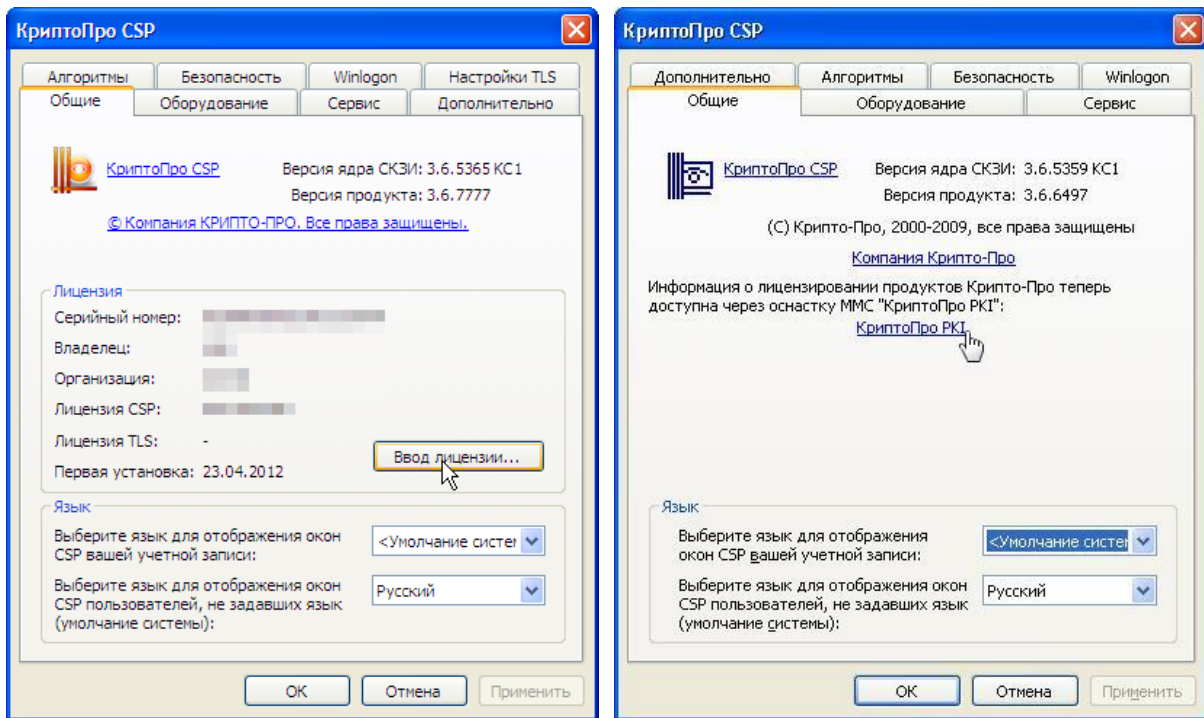 КриптоПро CSP
Алгоритмы Безопасность Winlogon Настройки TLS
Общие Оборудование Сервис Дополнительно
КриптоПро CSP Версия ядра СКЗИ: 3.6.5365 КС1
Версия продукта: 3.6.7777
© Компания КРИПТО-ПРО. Все права защищены.
Лицензия
Серийный номер:
Владелец:
Организация:
Лицензия CSP:
Лицензия TLS: -
Ввод лицензии...
Первая установка: 23.04.2012
Язык
Выберите язык для отображения окон
CSP вашей учетной записи:
<Умолчание систем
Выберите язык для отображения окон
CSP пользователей, не задавших язык
(умолчание системы):
Русский
ОК Отмена Применить
КриптоПро CSP
Дополнительно Алгоритмы Безопасность Winlogon
Общие Оборудование Сервис
КриптоПро CSP Версия ядра СКЗИ: 3.6.5359 КС1
Версия продукта: 3.6.6497
(С) Крипто-Про, 2000-2009, все права защищены
Компания Крипто-Про
Информация о лицензировании продуктов Крипто-Про теперь
доступна через оснастку ММС "КриптоПро PKI":
КриптоПро PKI
Язык
Выберите язык для отображения
окон CSP вашей учетной записи:
<Умолчание систем
Выберите язык для отображения окон
CSP пользователей, не задавших язык
(умолчание системы):
Русский
ОК Отмена Применить